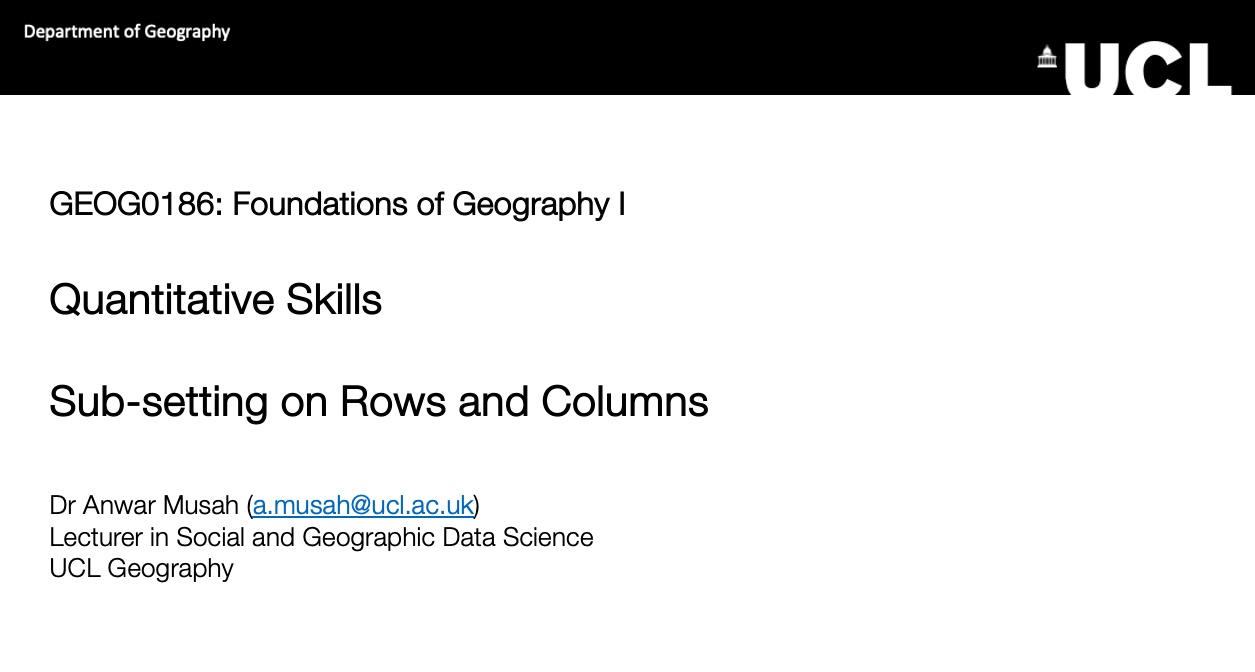 Department of Geography
UCL
GEOG0186: Foundations of Geography I
Quantitative Skills
Sub-setting on Rows and Columns
Dr Anwar Musah (a.musah@ucl.ac.uk)
Lecturer in Social and Geographic Data Science
UCL Geography